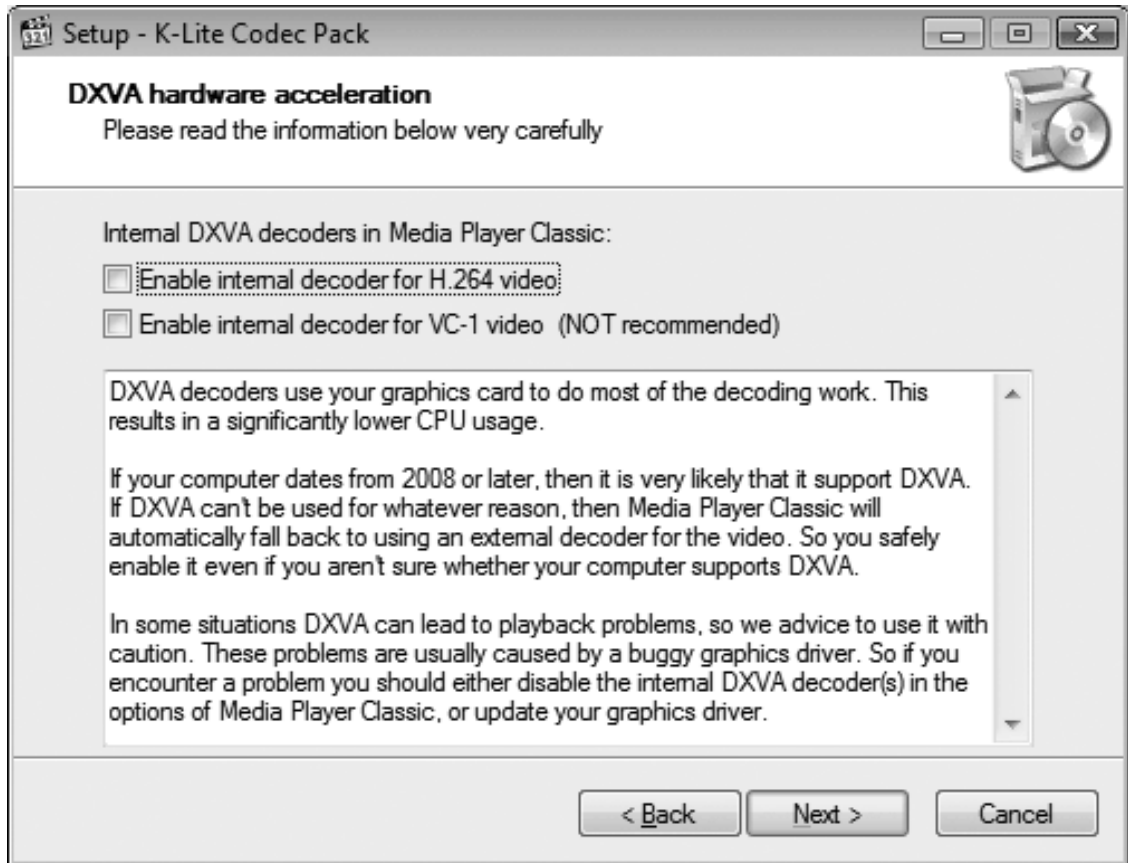 Setup - K-Lite Codec Pack
DXVA hardware acceleration
Please read the information below very carefully
Internal DXVA decoders in Media Player Classic:
Enable internal decoder for H.264 video
Enable internal decoder for VC-1 video (NOT recommended)
DXVA decoders use your graphics card to do most of the decoding work. This
results in a significantly lower CPU usage.
If your computer dates from 2008 or later, then it is very likely that it support DXVA.
If DXVA can't be used for whatever reason, then Media Player Classic will
automatically fall back to using an external decoder for the video. So you safely
enable it even if you aren't sure whether your computer supports DXVA.
In some situations DXVA can lead to playback problems, so we advice to use it with
caution. These problems are usually caused by a buggy graphics driver. So if you
encounter a problem you should either disable the internal DXVA decoder(s) in the
options of Media Player Classic, or update your graphics driver.
< Back
Next >
Cancel